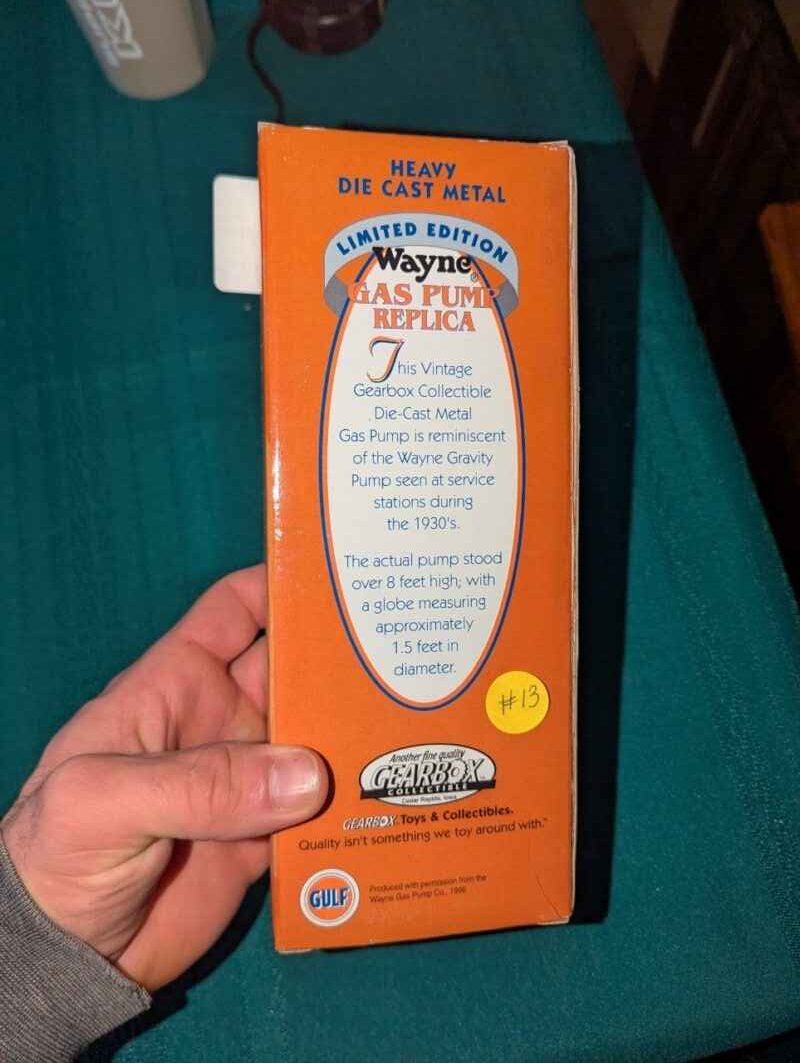 HEAVY
DIE CAST METAL
LIMITED EDITION
Wayne®
GAS PUMP
REPLICA
This Vintage
Gearbox Collectible
Die-Cast Metal
Gas Pump is reminiscent
of the Wayne Gravity
Pump seen at service
stations during
the 1930's.
The actual pump stood
over 8 feet high; with
a globe measuring
approximately
1.5 feet in
diameter.
#13
Another fine quality
GEARBOX
COLLECTIBLE
Cedar Rapids, Iowa
GEARBOX Toys & Collectibles.
Quality isn't something we toy around with.™
GULF
Produced with permission from the
Wayne Gas Pump Co., 1996